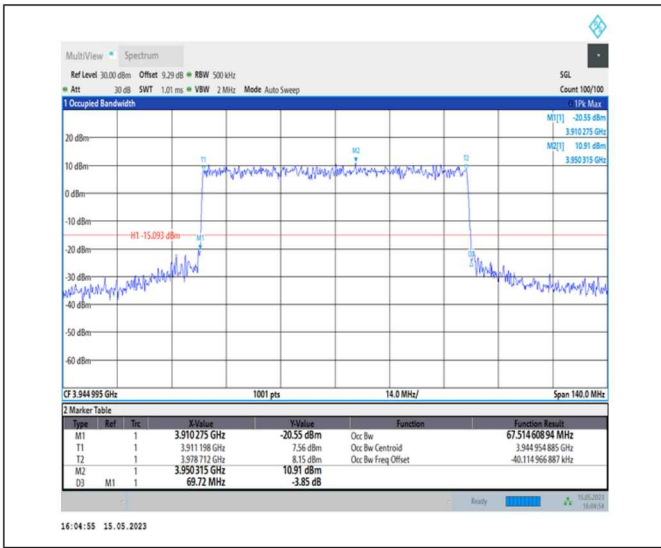 MultiView Spectrum
Ref Level 30.00 dBm Offset 9.29 dB RBW 500 kHz SGL
Att 30 dB SWT 1.01 ms VBW 2 MHz Mode Auto Sweep Count 100/100
1 Occupied Bandwidth 1Pk Max
M1[1] -20.55 dBm
3.910 275 GHz
20 dBm
M2[1] 10.91 dBm
3.950 315 GHz
T1 M2 T2
10 dBm
0 dBm
-10 dBm
H1 -15.093 dBm M1
-20 dBm
D3
-30 dBm
-40 dBm
-50 dBm
-60 dBm
CF 3.944 995 GHz 1001 pts 14.0 MHz/ Span 140.0 MHz
2 Marker Table
Type Ref Trc X-Value Y-Value Function Function Result
M1 1 3.910 275 GHz -20.55 dBm Occ Bw 67.514 608 94 MHz
T1 1 3.911 198 GHz 7.56 dBm Occ Bw Centroid 3.944 954 885 GHz
T2 1 3.978 712 GHz 8.15 dBm Occ Bw Freq Offset -40.114 966 887 kHz
M2 1 3.950 315 GHz 10.91 dBm
D3 M1 1 69.72 MHz -3.85 dB
Ready 15.05.2023
16:04:54
16:04:55 15.05.2023